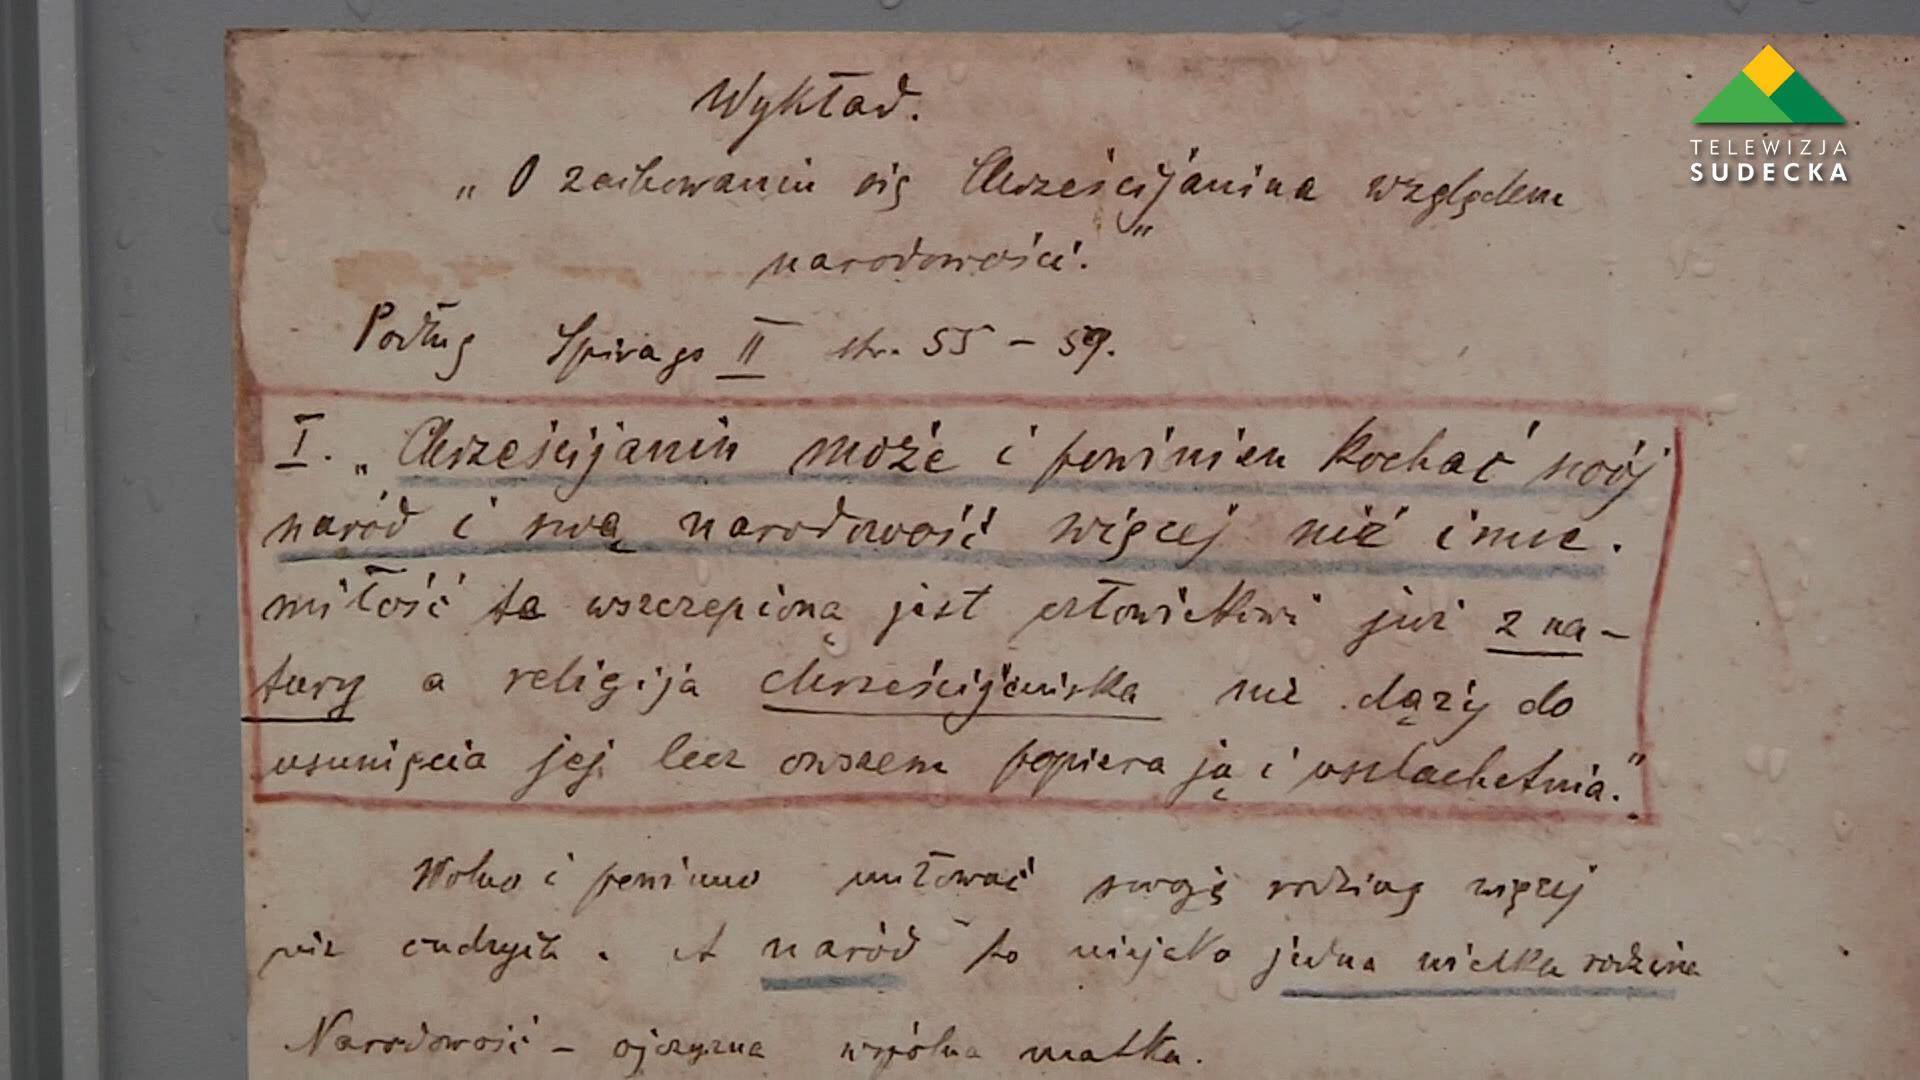 Wykład.
„O zachowaniu się Chrześcijanina względem
narodowości."
Podług Spirago II str. 55 – 59.
I. „Chrześcijanin może i powinien kochać swój
naród i swą narodowość więcej niż inne.
miłość ta wszczepioną jest człowiekowi już z na-
tury a religija chrześcijańska nie dąży do
usunięcia jej lecz owszem popiera ją i uszlachetnia."
Wolno i powinno miłować swoję rodzinę więcej
niż cudzych. A naród to niejako jedna wielka rodzina
Narodowość – ojczyzna wspólna matka.
TELEWIZJA
SUDECKA